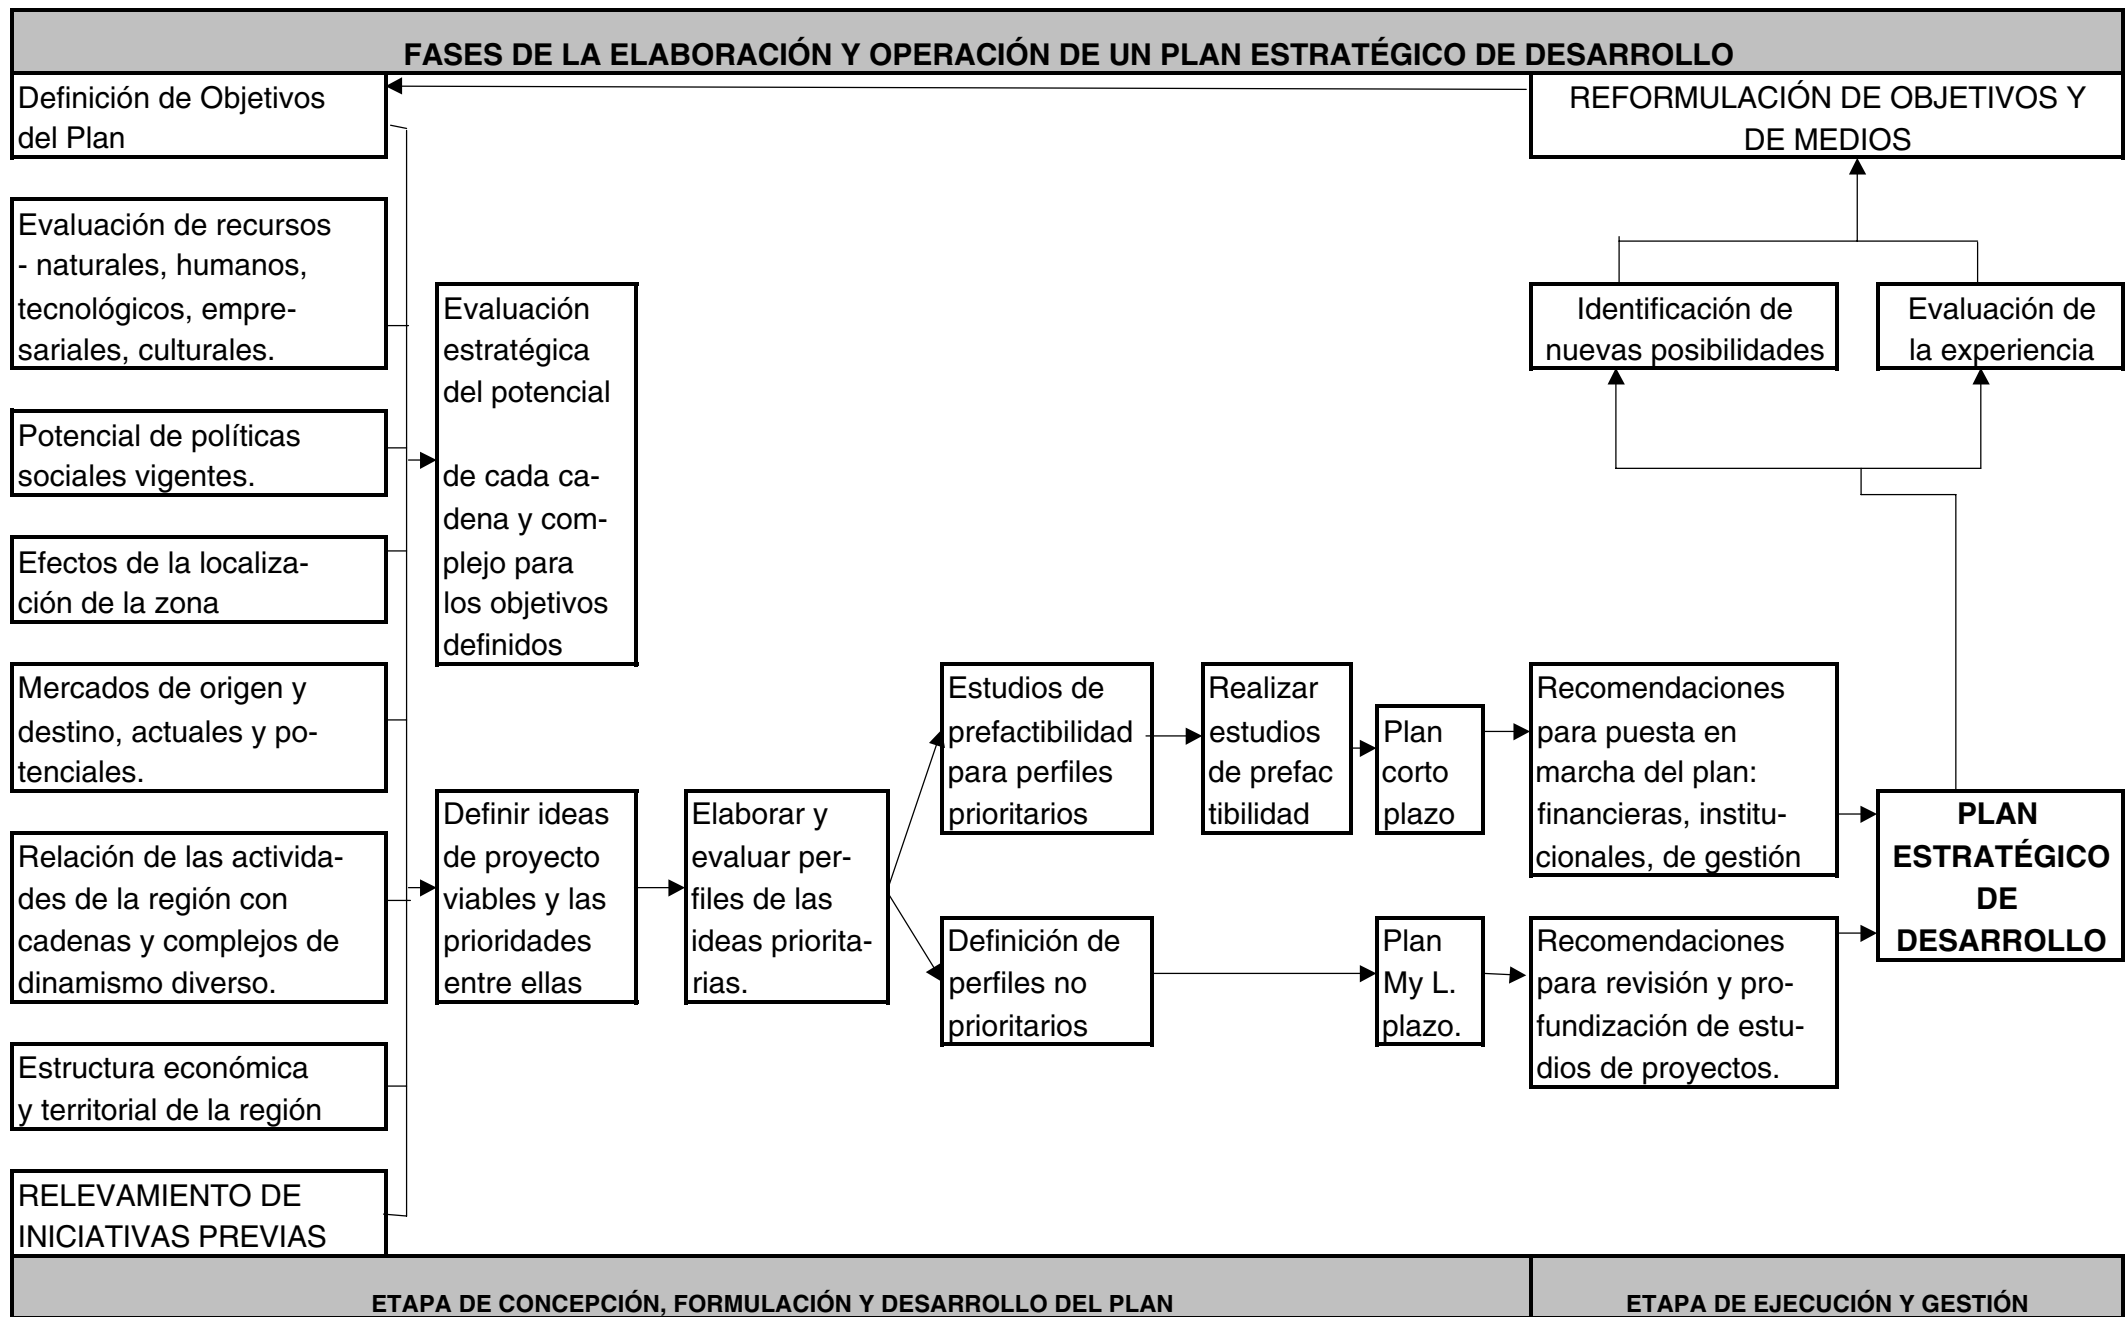 FASES DE LA ELABORACIÓN Y OPERACIÓN DE UN PLAN ESTRATÉGICO DE DESARROLLO
Definición de Objetivos
del Plan
REFORMULACIÓN DE OBJETIVOS Y
DE MEDIOS
Evaluación de recursos
- naturales, humanos,
tecnológicos, empre-
sariales, culturales.
Potencial de políticas
sociales vigentes.
Efectos de la localiza-
ción de la zona
Mercados de origen y
destino, actuales y po-
tenciales.
Relación de las activida-
des de la región con
cadenas y complejos de
dinamismo diverso.
Estructura económica
y territorial de la región
RELEVAMIENTO DE
INICIATIVAS PREVIAS
Evaluación
estratégica
del potencial
de cada ca-
dena y com-
plejo para
los objetivos
definidos
Definir ideas
de proyecto
viables y las
prioridades
entre ellas
Elaborar y
evaluar per-
files de las
ideas priorita-
rias.
Estudios de
prefactibilidad
para perfiles
prioritarios
Realizar
estudios
de prefac
tibilidad
Plan
corto
plazo
Recomendaciones
para puesta en
marcha del plan:
financieras, institu-
cionales, de gestión
Definición de
perfiles no
prioritarios
Plan
My L.
plazo.
Recomendaciones
para revisión y pro-
fundización de estu-
dios de proyectos.
PLAN
ESTRATÉGICO
DE
DESARROLLO
Identificación de
nuevas posibilidades
Evaluación de
la experiencia
ETAPA DE CONCEPCIÓN, FORMULACIÓN Y DESARROLLO DEL PLAN
ETAPA DE EJECUCIÓN Y GESTIÓN